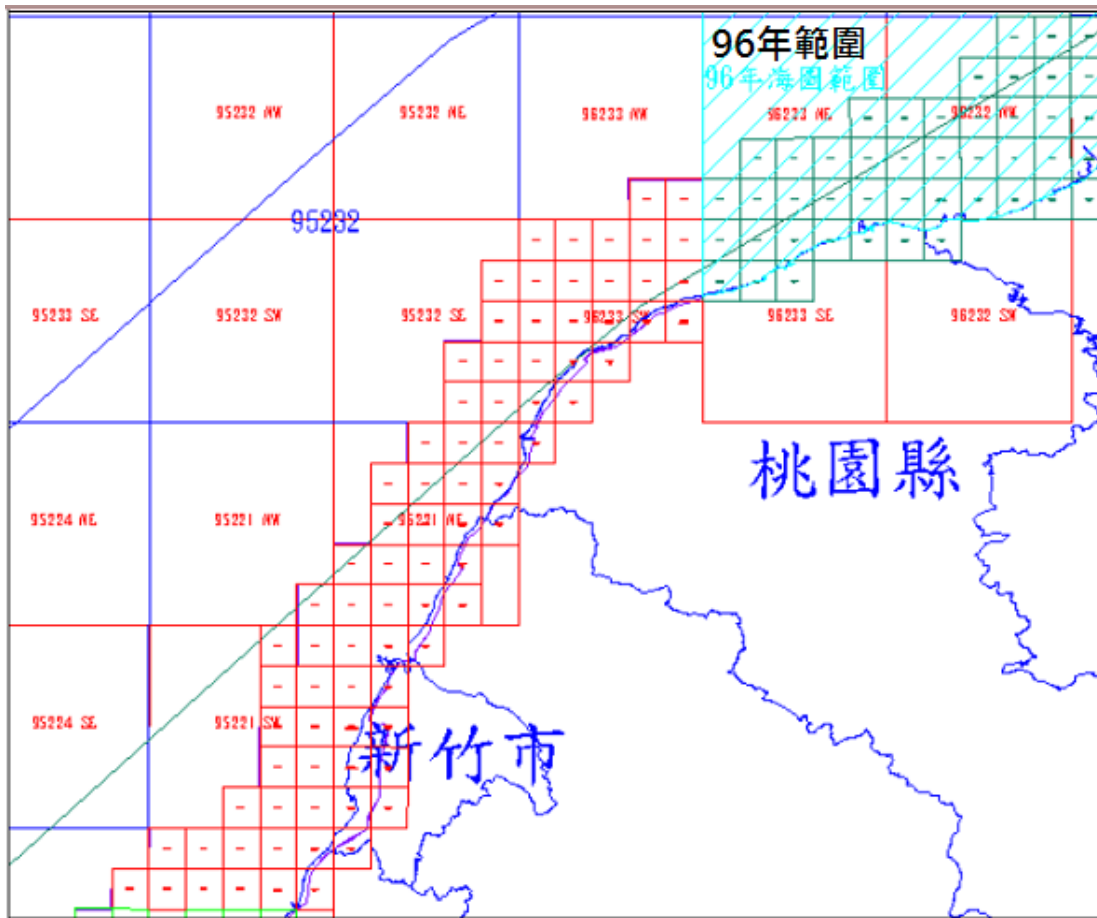 96年範圍
96年海圖範圍
95232 NW
95232 NE
96233 NW
96233 NE
96232 NW
95232
95233 SE
95232 SW
95232 SE
96233 SW
96233 SE
96232 SW
桃園縣
95224 NE
95221 NW
95221 NE
95224 SE
95221 SW
新竹市